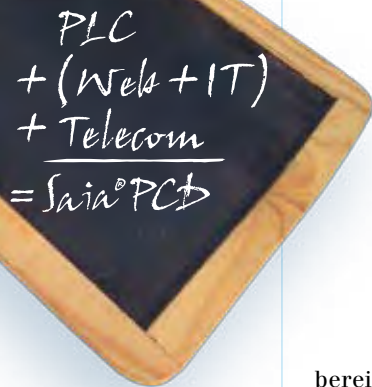 PLC
+ (Web + IT)
+ Telecom
= Saia® PCD
berei